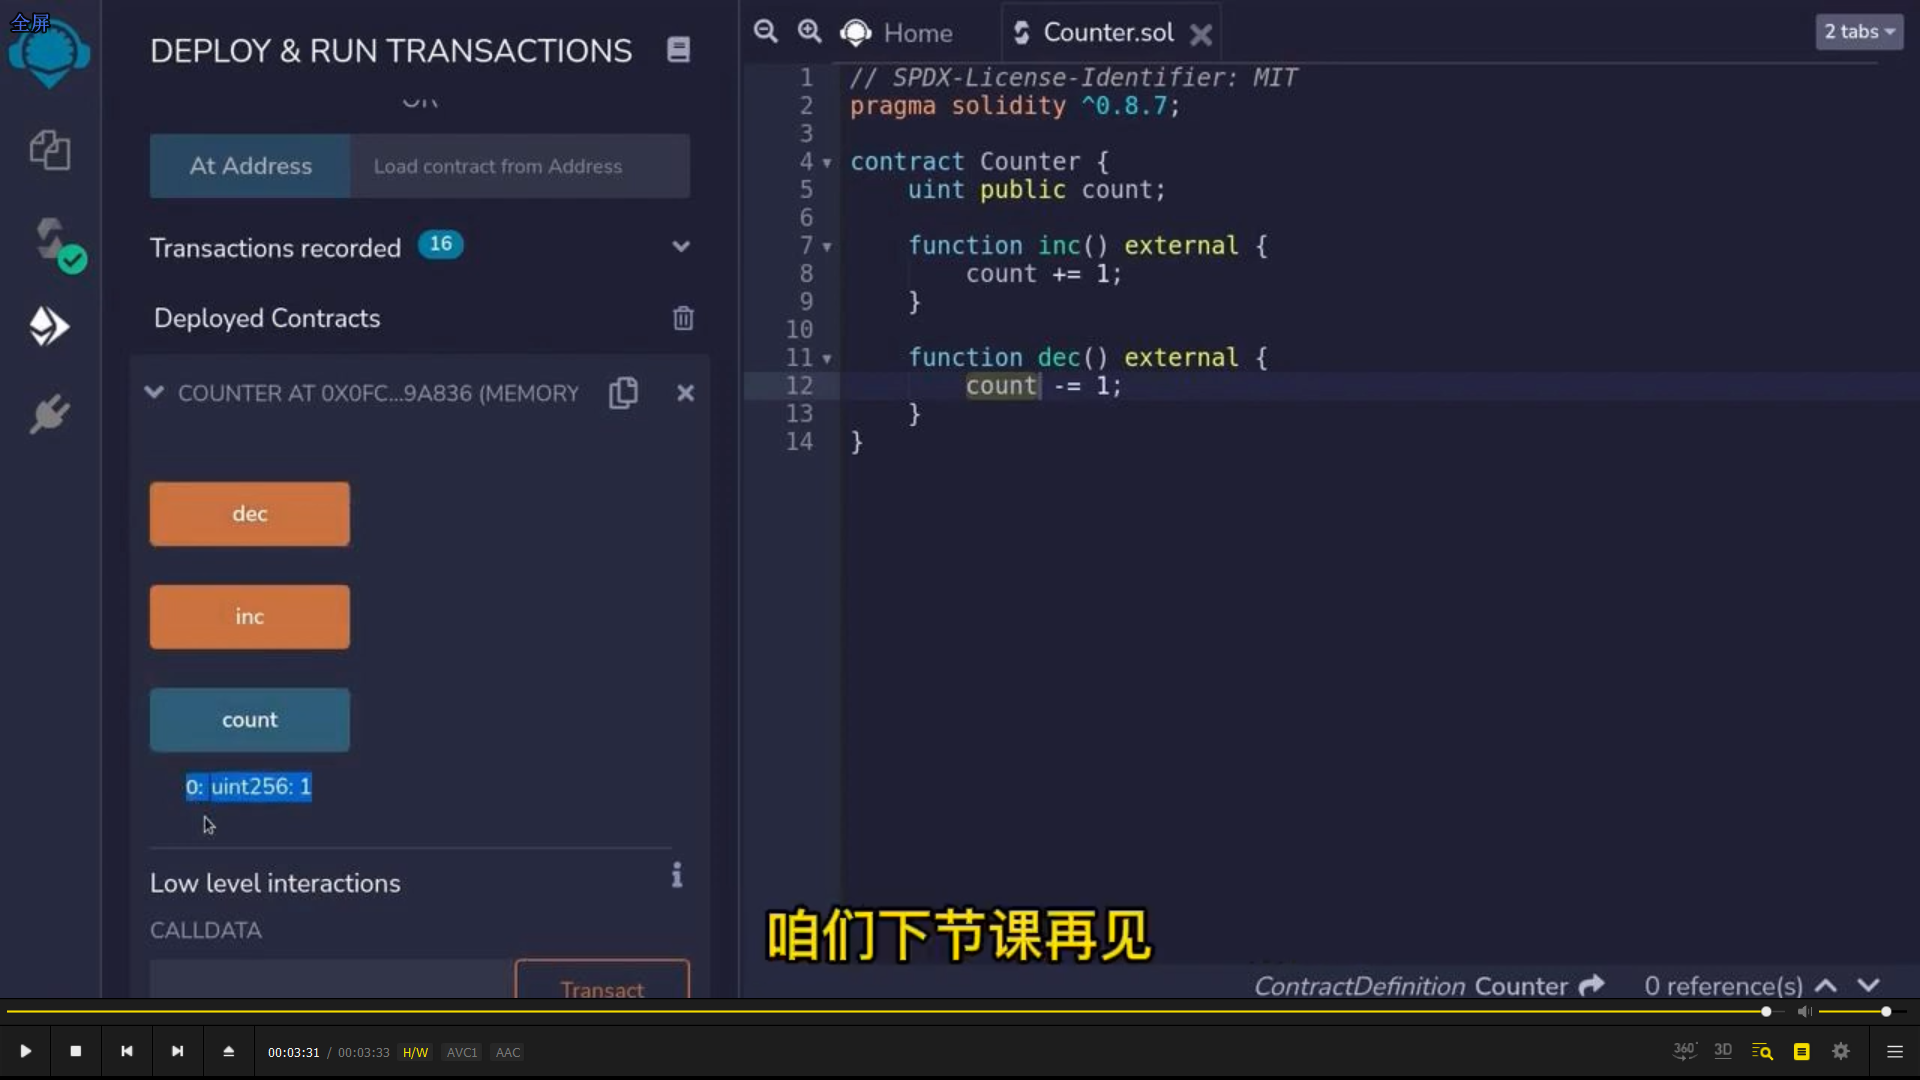 全屏
DEPLOY & RUN TRANSACTIONS
At Address
Load contract from Address
Transactions recorded 16
Deployed Contracts
COUNTER AT 0X0FC...9A836 (MEMORY
dec
inc
count
0: uint256: 1
Low level interactions
CALLDATA
Transact
Home
Counter.sol
2 tabs
1 // SPDX-License-Identifier: MIT
2 pragma solidity ^0.8.7;
3
4 contract Counter {
5 uint public count;
6
7 function inc() external {
8 count += 1;
9 }
10
11 function dec() external {
12 count -= 1;
13 }
14 }
咱们下节课再见
ContractDefinition Counter 0 reference(s)
00:03:31 / 00:03:33 H/W AVC1 AAC
360° 3D